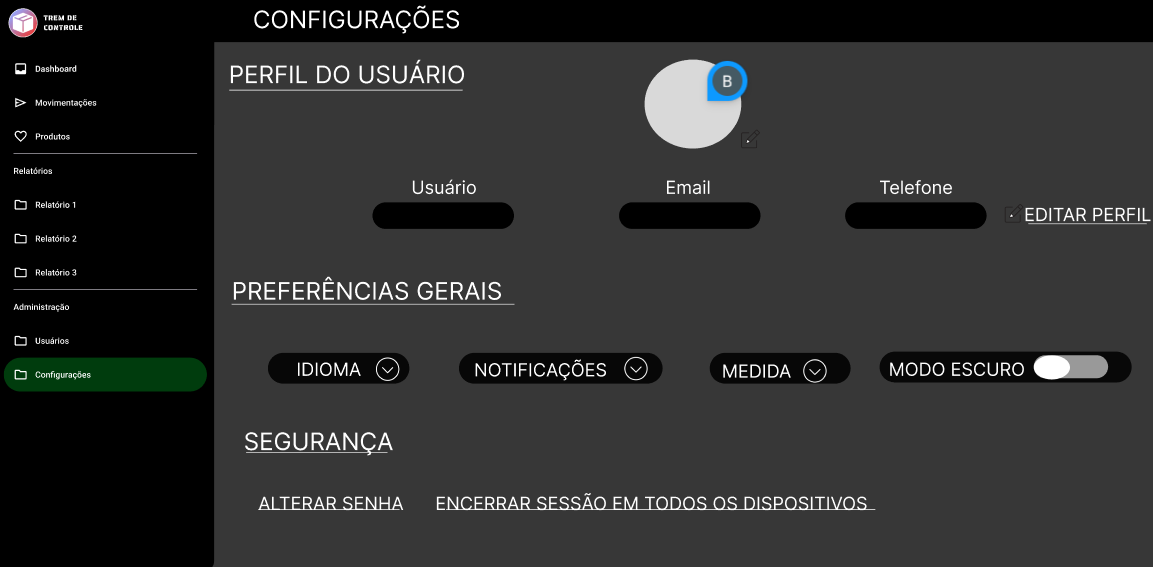 TREM DE
CONTROLE
Dashboard
Movimentações
Produtos
Relatórios
Relatório 1
Relatório 2
Relatório 3
Administração
Usuários
Configurações
CONFIGURAÇÕES
PERFIL DO USUÁRIO
B
Usuário
Email
Telefone
EDITAR PERFIL
PREFERÊNCIAS GERAIS
IDIOMA
NOTIFICAÇÕES
MEDIDA
MODO ESCURO
SEGURANÇA
ALTERAR SENHA
ENCERRAR SESSÃO EM TODOS OS DISPOSITIVOS